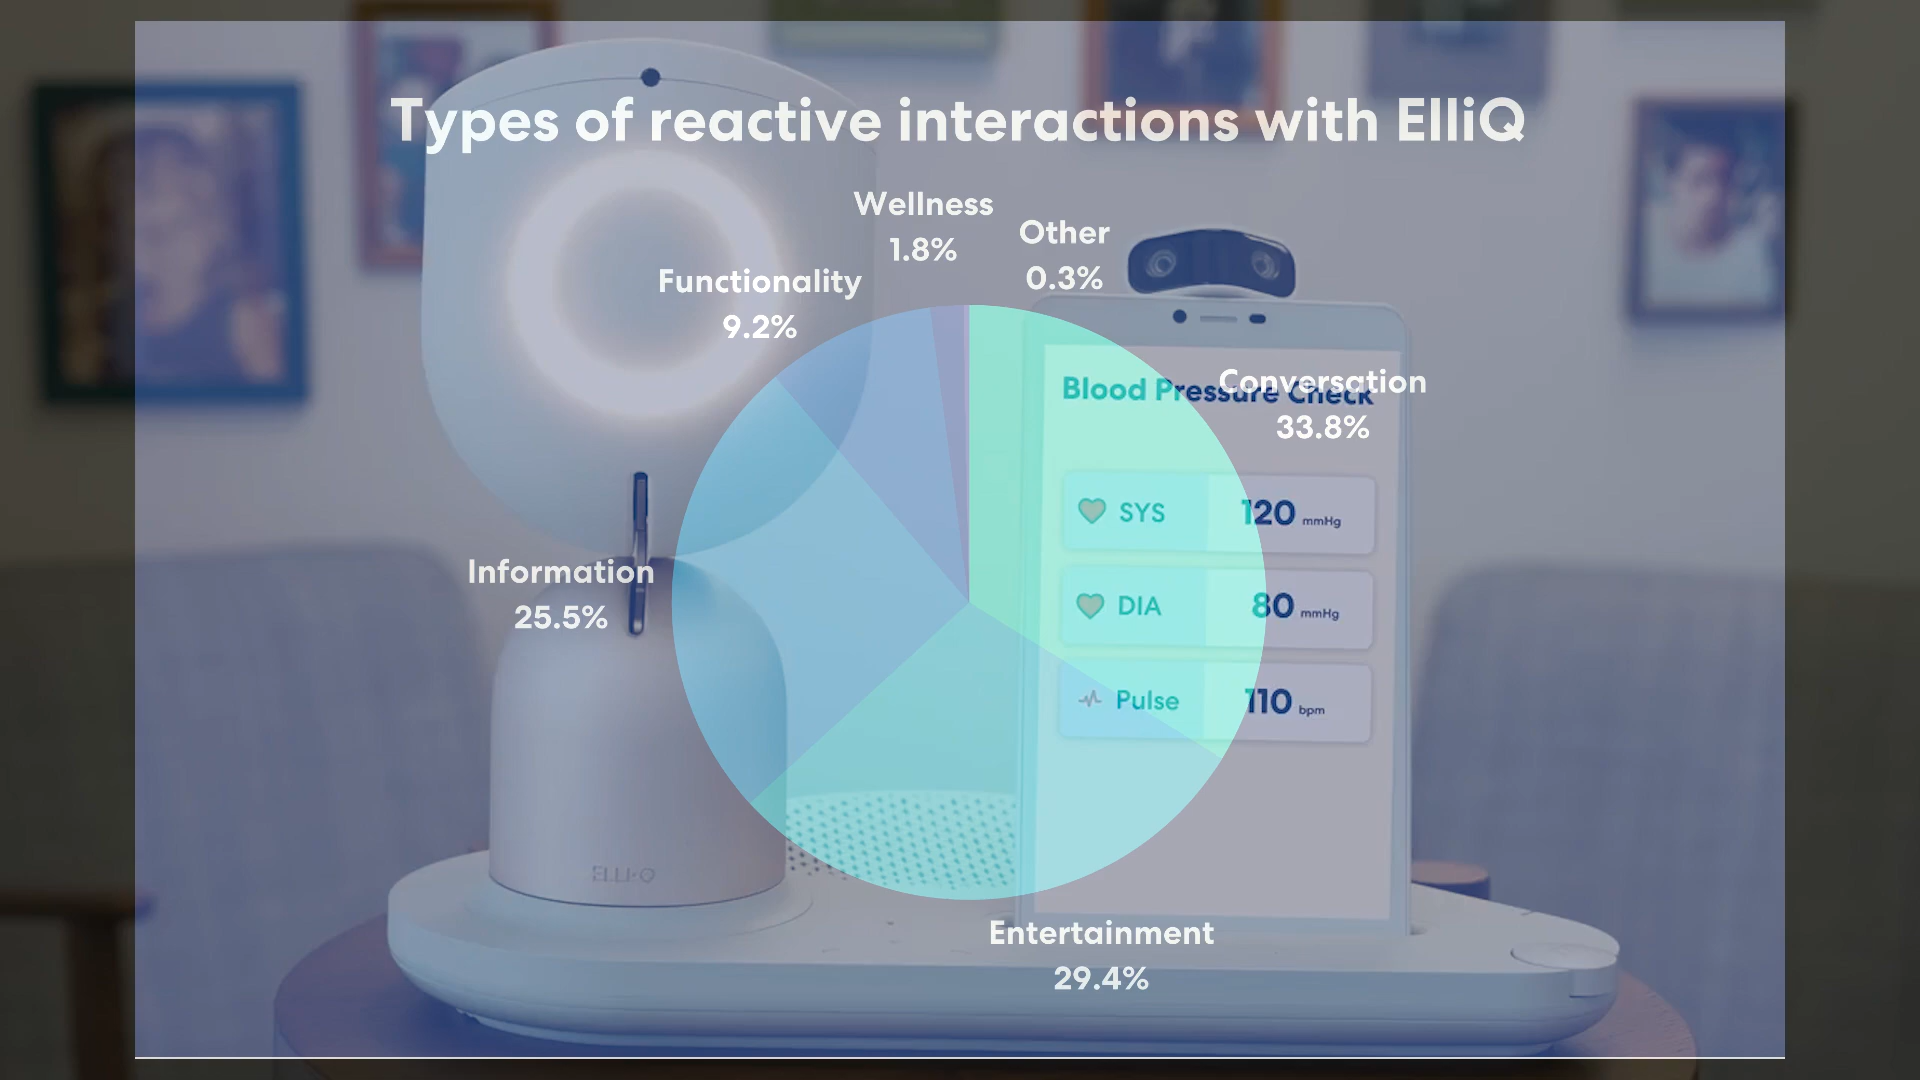 Types of reactive interactions with ElliQ
Wellness
1.8%
Other
0.3%
Functionality
9.2%
Conversation
33.8%
Blood Pressure Check
SYS 120 mmHg
DIA 80 mmHg
Pulse 110 bpm
Information
25.5%
ELLI•Q
Entertainment
29.4%